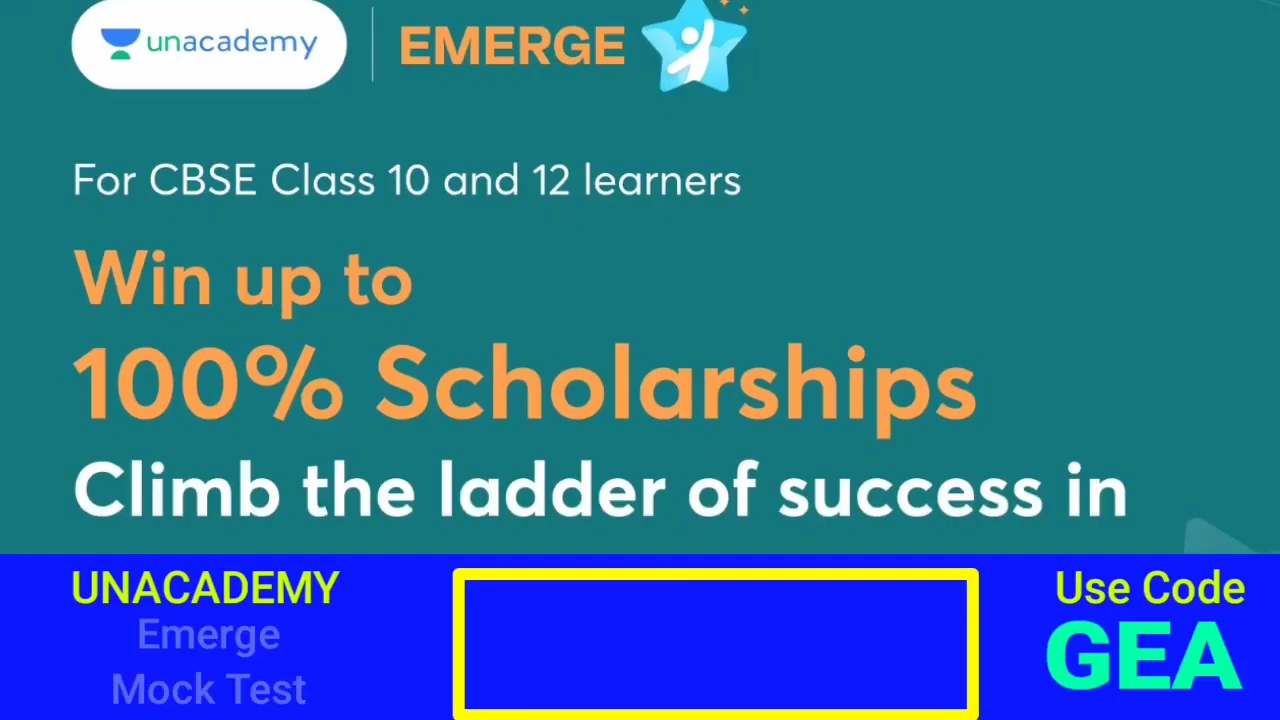 unacademy
EMERGE
For CBSE Class 10 and 12 learners
Win up to
100% Scholarships
Climb the ladder of success in
UNACADEMY
Emerge
Mock Test
Use Code
GEA